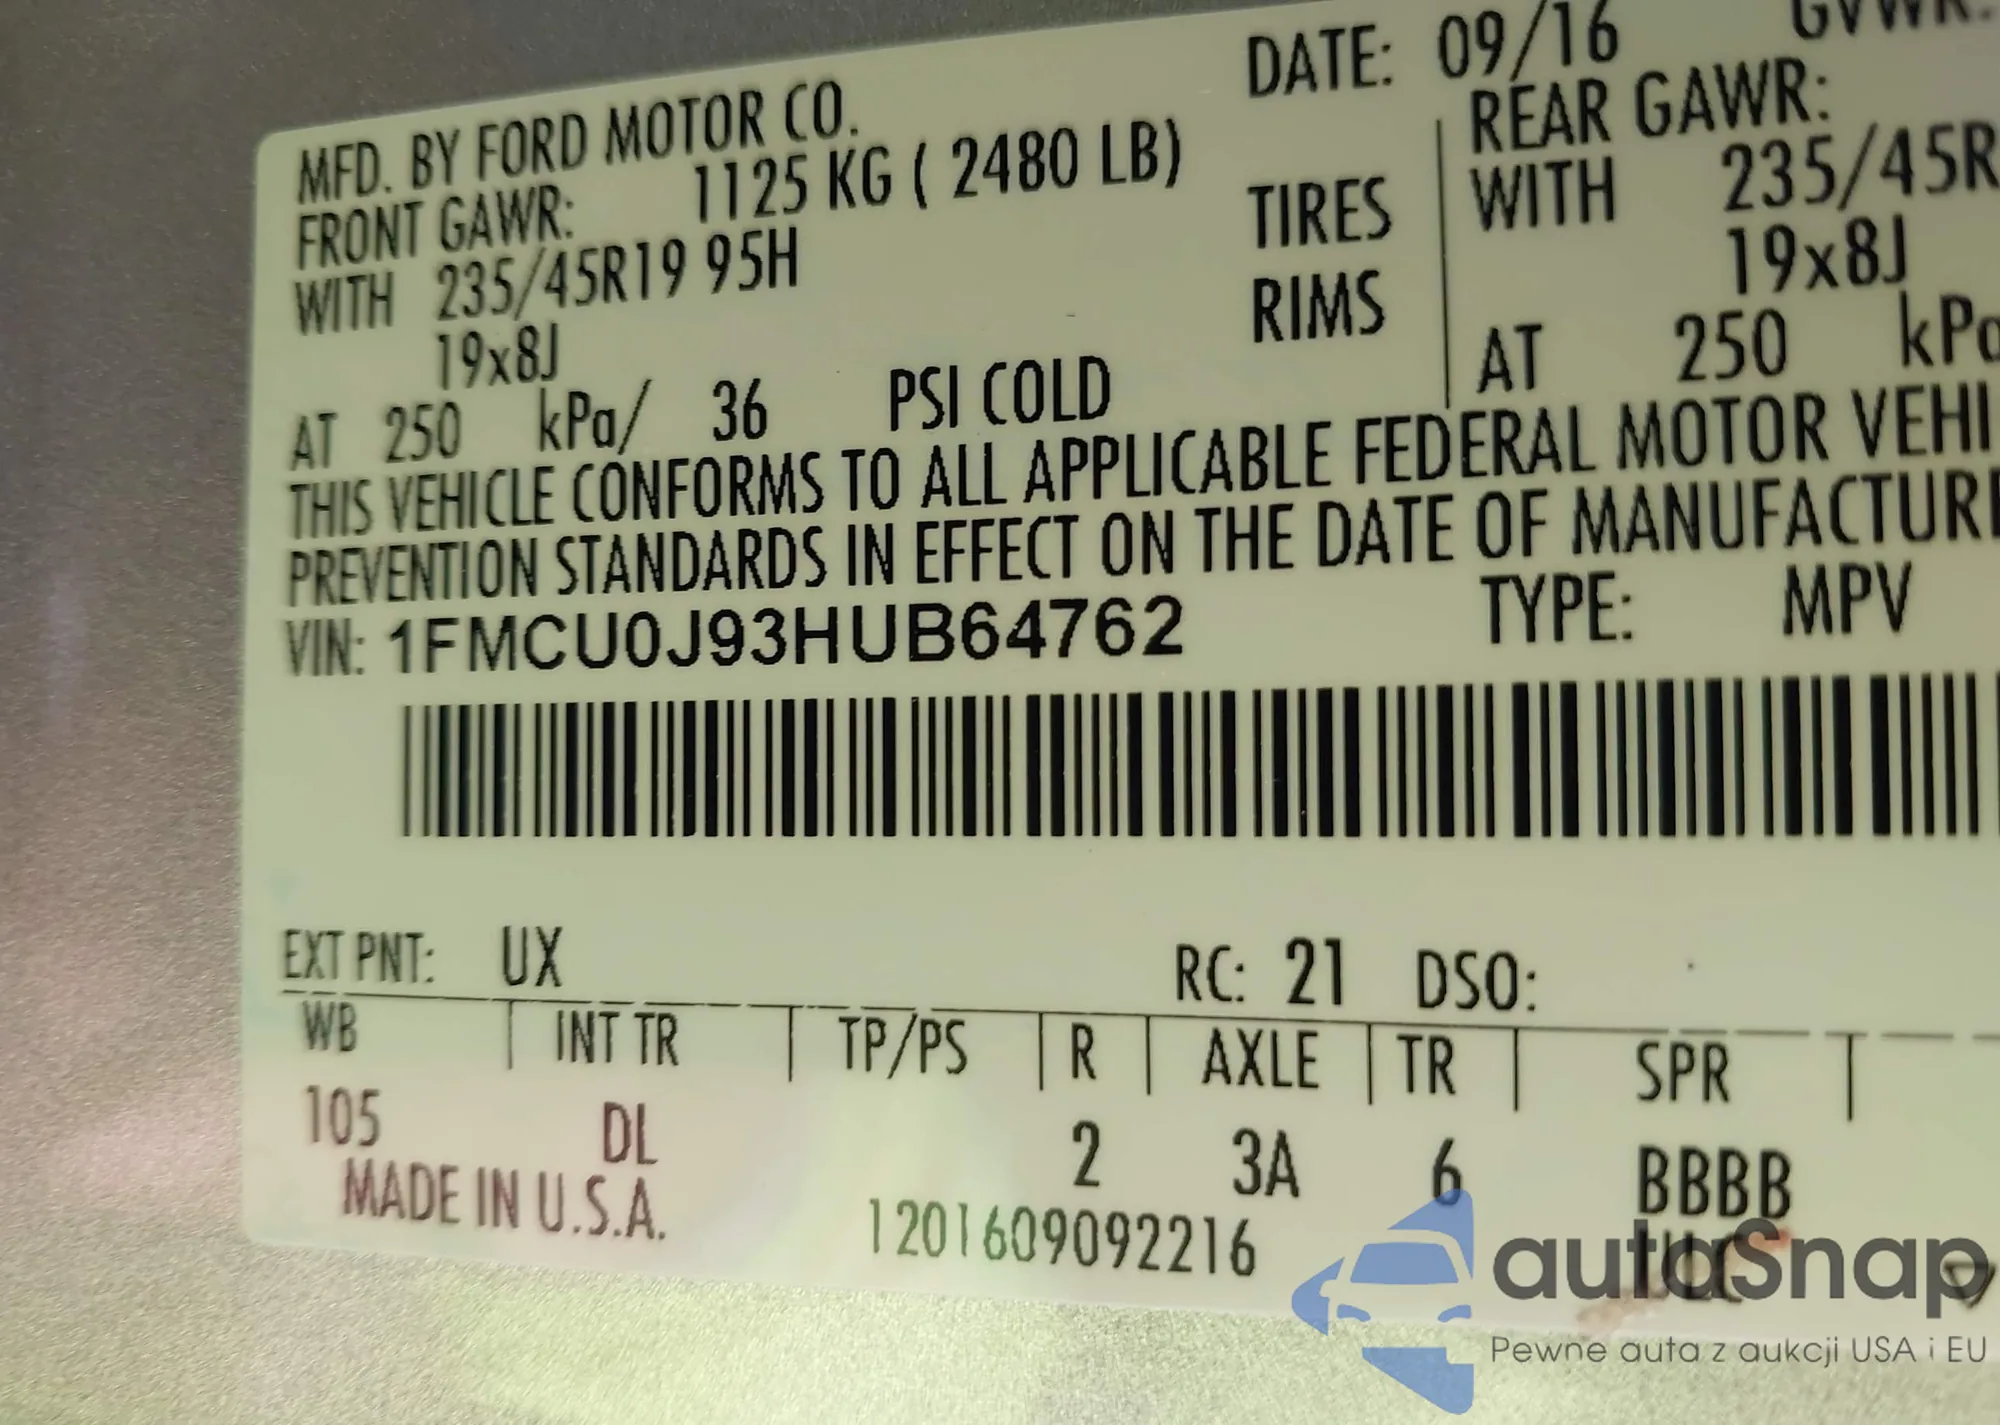 DATE: 09/16 GVWR:
MFD. BY FORD MOTOR CO.
FRONT GAWR: 1125 KG ( 2480 LB) REAR GAWR:
WITH 235/45R19 95H TIRES WITH 235/45R
19x8J RIMS 19x8J
AT 250 kPa/ 36 PSI COLD AT 250 kPa
THIS VEHICLE CONFORMS TO ALL APPLICABLE FEDERAL MOTOR VEHI
PREVENTION STANDARDS IN EFFECT ON THE DATE OF MANUFACTURE
VIN: 1FMCU0J93HUB64762 TYPE: MPV
EXT PNT: UX RC: 21 DSO:
WB INT TR TP/PS R AXLE TR SPR
105 DL 2 3A 6 BBBB
MADE IN U.S.A. 1201609092216
autaSnap
Pewne auta z aukcji USA i EU